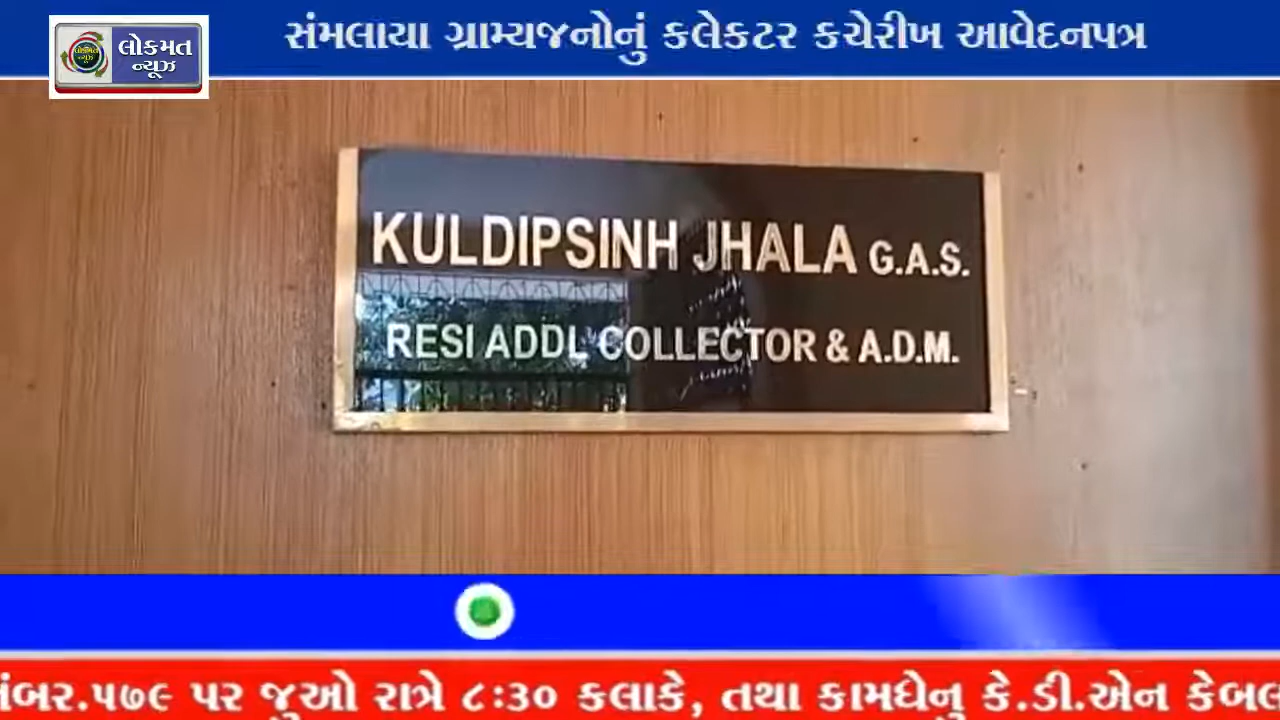 સંમલાયા ગ્રામ્યજનોનું કલેકટર કચેરીખ આવેદનપત્ર
લોકમત
ન્યૂઝ
KULDIPSINH JHALA G.A.S.
RESI ADDL COLLECTOR & A.D.M.
નંબર.૫૭૯ પર જુઓ રાત્રે ૮:૩૦ કલાકે, તથા કામધેનુ કે.ડી.એન કેબલ